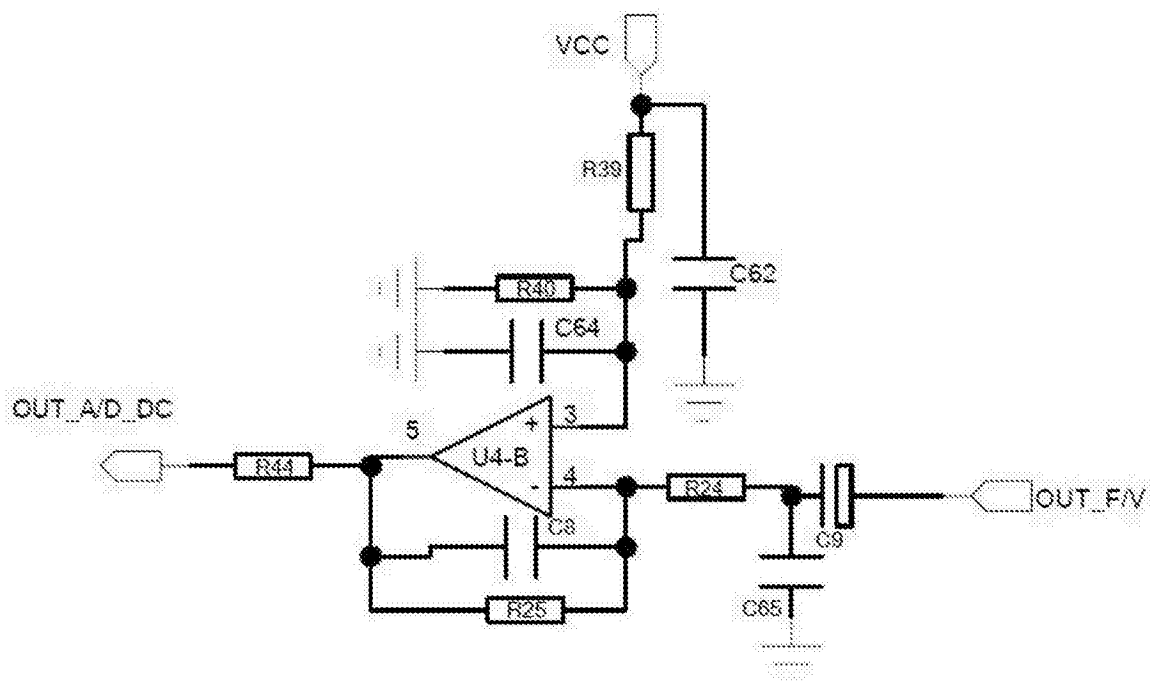 VCC
R39
C62
R40
C64
OUT_A/D_DC
5
+
3
U4-B
R44
4
-
R24
OUT_F/V
C8
C9
R25
C65